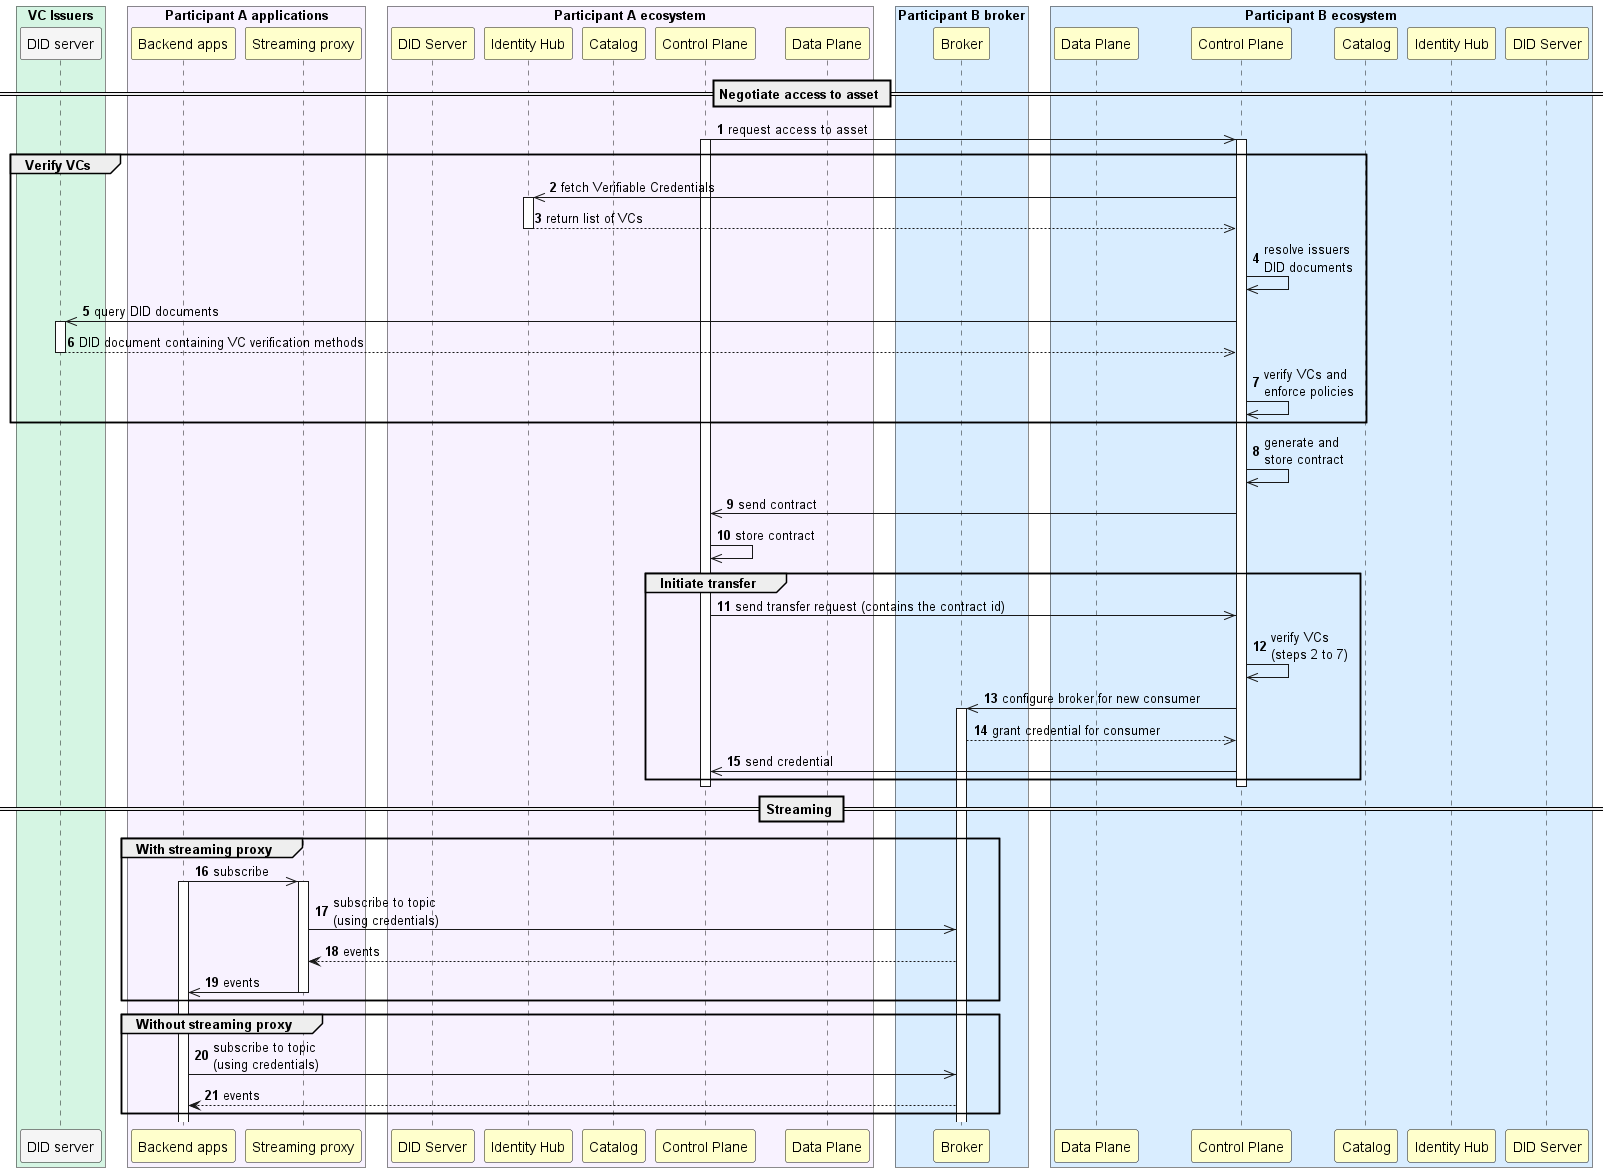 VC Issuers
Participant A applications
Participant A ecosystem
Participant B broker
Participant B ecosystem
DID server
Backend apps
Streaming proxy
DID Server
Identity Hub
Catalog
Control Plane
Data Plane
Broker
Data Plane
Control Plane
Catalog
Identity Hub
DID Server
Negotiate access to asset
1 request access to asset
Verify VCs
2 fetch Verifiable Credentials
3 return list of VCs
4 resolve issuers
DID documents
5 query DID documents
6 DID document containing VC verification methods
7 verify VCs and
enforce policies
8 generate and
store contract
9 send contract
10 store contract
Initiate transfer
11 send transfer request (contains the contract id)
12 verify VCs
(steps 2 to 7)
13 configure broker for new consumer
14 grant credential for consumer
15 send credential
Streaming
With streaming proxy
16 subscribe
17 subscribe to topic
(using credentials)
18 events
19 events
Without streaming proxy
20 subscribe to topic
(using credentials)
21 events
DID server
Backend apps
Streaming proxy
DID Server
Identity Hub
Catalog
Control Plane
Data Plane
Broker
Data Plane
Control Plane
Catalog
Identity Hub
DID Server